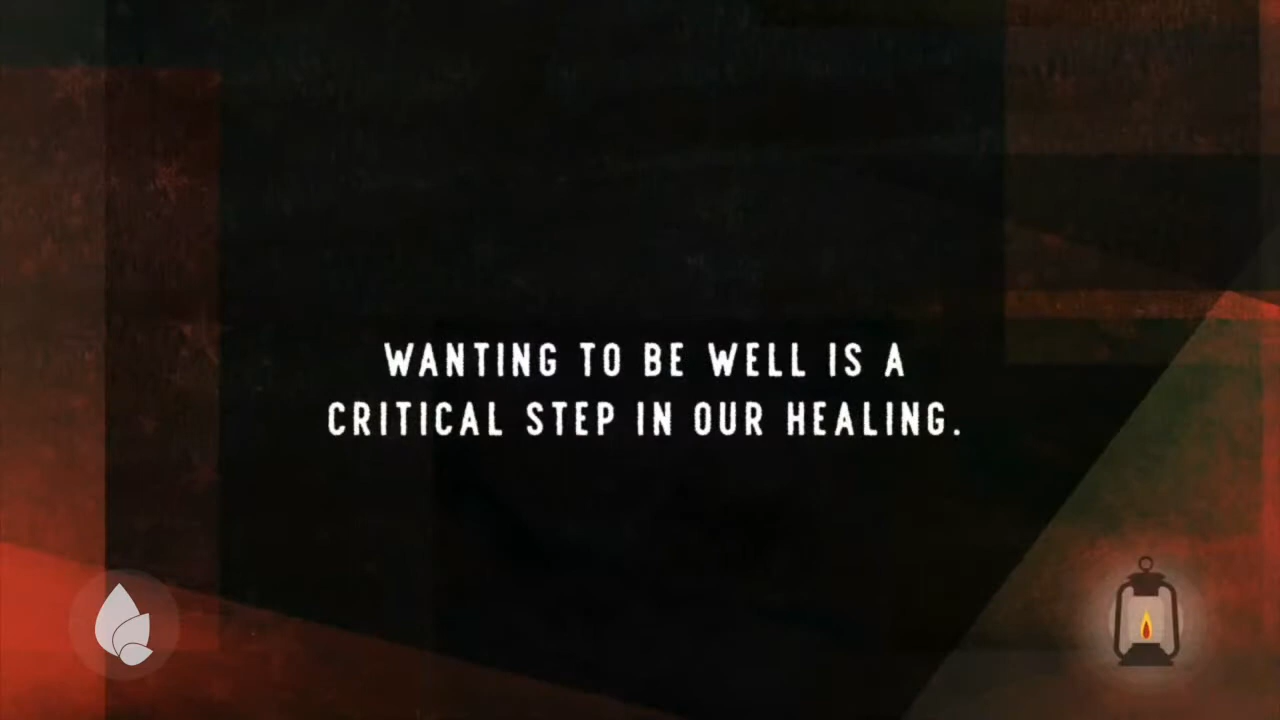 WANTING TO BE WELL IS A
CRITICAL STEP IN OUR HEALING.